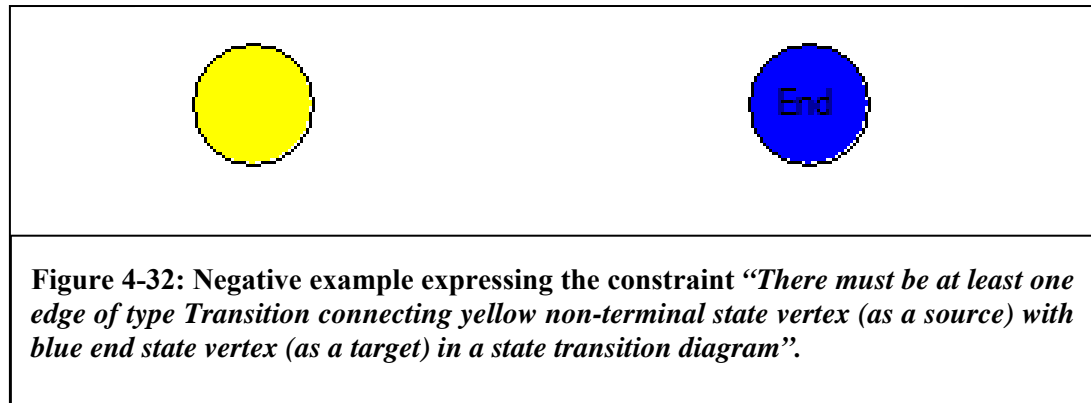 End
Figure 4-32: Negative example expressing the constraint “There must be at least one
edge of type Transition connecting yellow non-terminal state vertex (as a source) with
blue end state vertex (as a target) in a state transition diagram”.